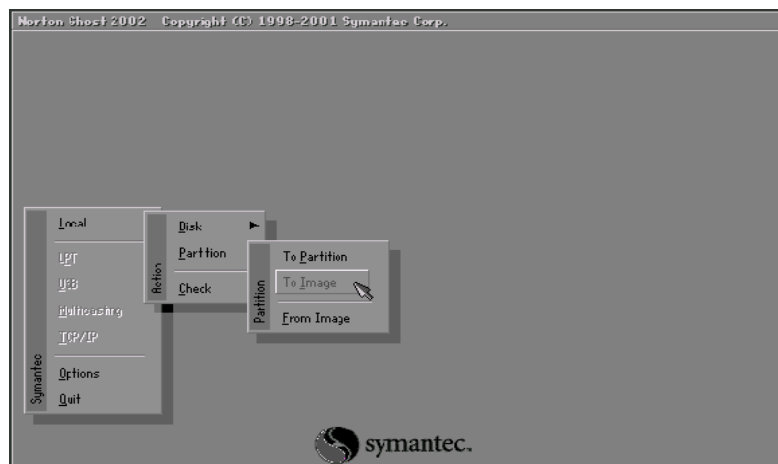 Norton Ghost 2002 Copyright (C) 1998-2001 Symantec Corp.
Local
LPT
USB
Multicasting
TCP/IP
Options
Quit
Symantec
Disk
Partition
Check
Action
To Partition
To Image
From Image
Partition
symantec.